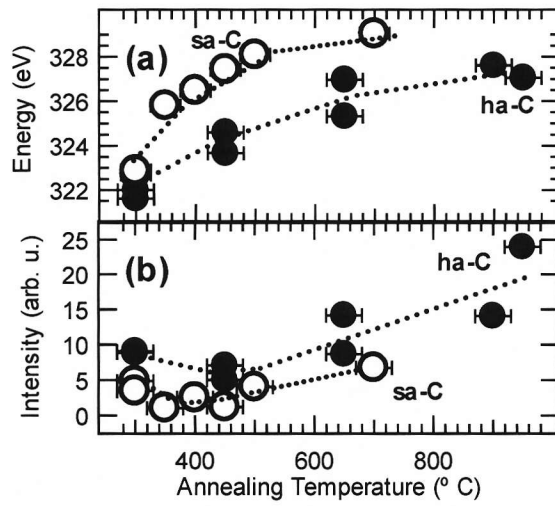 (a)
sa-C
ha-C
Energy (eV)
328
326
324
322
(b)
ha-C
sa-C
Intensity (arb. u.)
25
20
15
10
5
0
400 600 800
Annealing Temperature (º C)